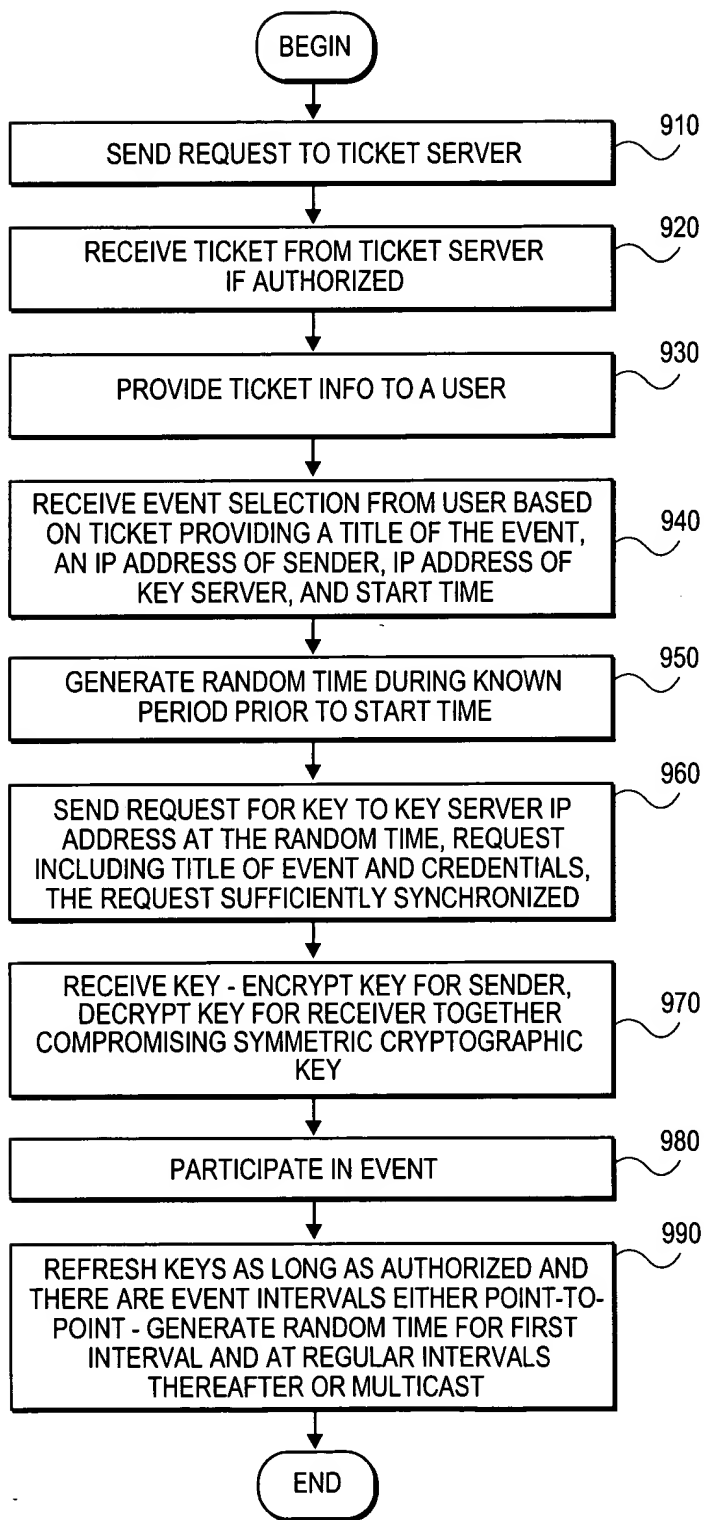 BEGIN
SEND REQUEST TO TICKET SERVER
910
RECEIVE TICKET FROM TICKET SERVER
IF AUTHORIZED
920
PROVIDE TICKET INFO TO A USER
930
RECEIVE EVENT SELECTION FROM USER BASED
ON TICKET PROVIDING A TITLE OF THE EVENT,
AN IP ADDRESS OF SENDER, IP ADDRESS OF
KEY SERVER, AND START TIME
940
GENERATE RANDOM TIME DURING KNOWN
PERIOD PRIOR TO START TIME
950
SEND REQUEST FOR KEY TO KEY SERVER IP
ADDRESS AT THE RANDOM TIME, REQUEST
INCLUDING TITLE OF EVENT AND CREDENTIALS,
THE REQUEST SUFFICIENTLY SYNCHRONIZED
960
RECEIVE KEY - ENCRYPT KEY FOR SENDER,
DECRYPT KEY FOR RECEIVER TOGETHER
COMPROMISING SYMMETRIC CRYPTOGRAPHIC
KEY
970
PARTICIPATE IN EVENT
980
REFRESH KEYS AS LONG AS AUTHORIZED AND
THERE ARE EVENT INTERVALS EITHER POINT-TO-
POINT - GENERATE RANDOM TIME FOR FIRST
INTERVAL AND AT REGULAR INTERVALS
THEREAFTER OR MULTICAST
990
END